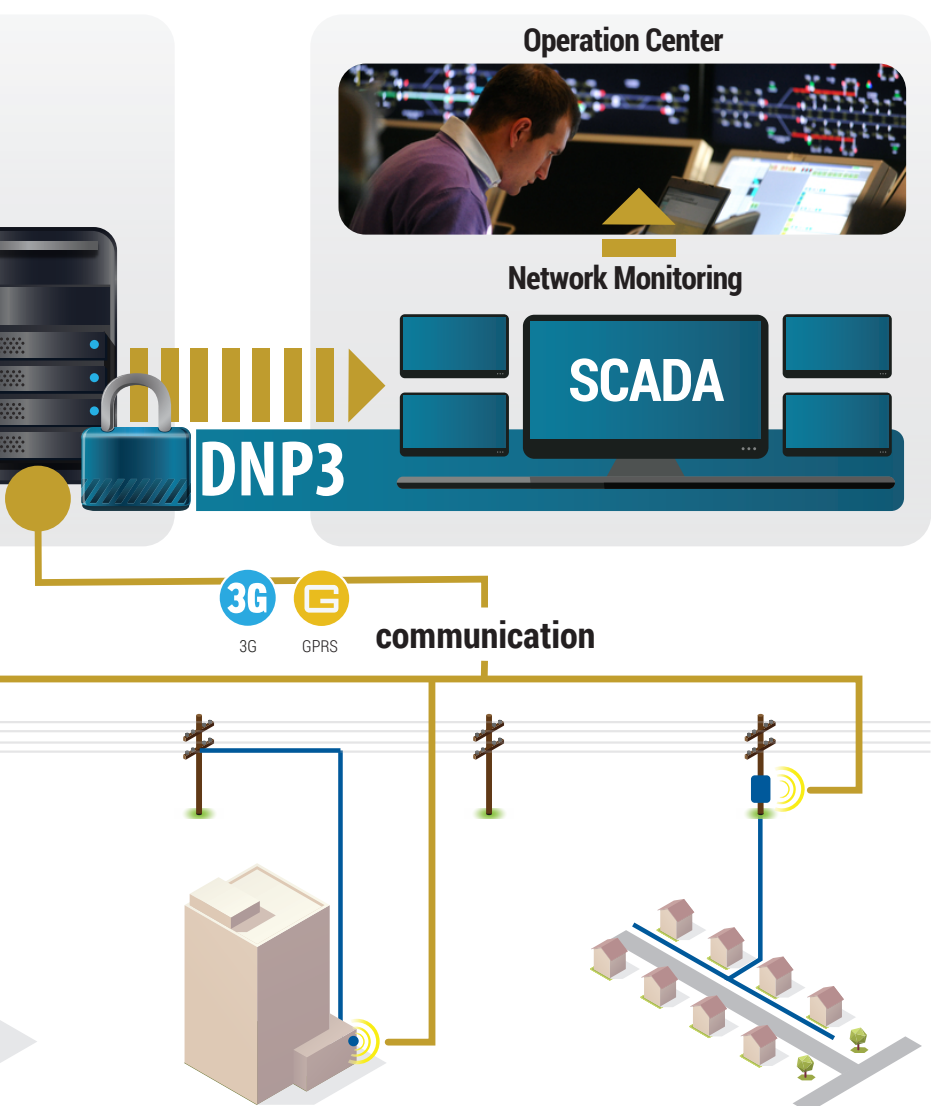 Operation Center
Network Monitoring
SCADA
DNP3
3G
3G
GPRS
communication